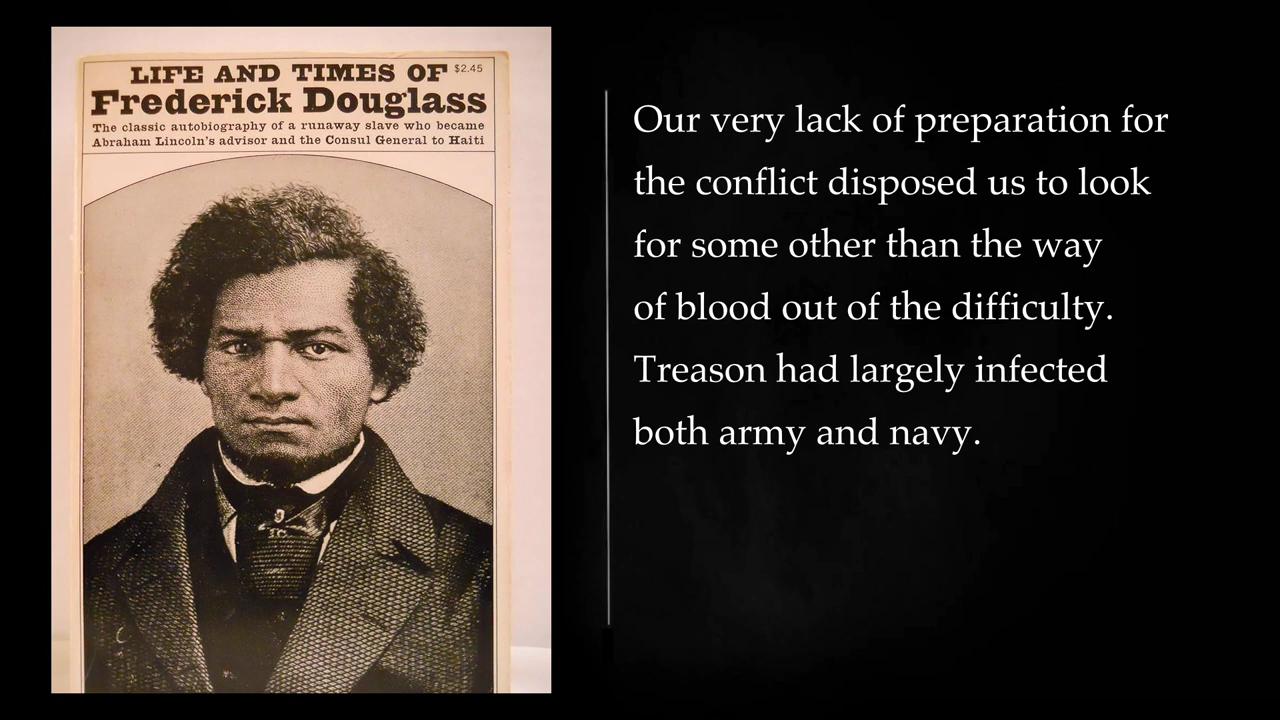 LIFE AND TIMES OF $2.45
Frederick Douglass
The classic autobiography of a runaway slave who became
Abraham Lincoln's advisor and the Consul General to Haiti
Our very lack of preparation for
the conflict disposed us to look
for some other than the way
of blood out of the difficulty.
Treason had largely infected
both army and navy.